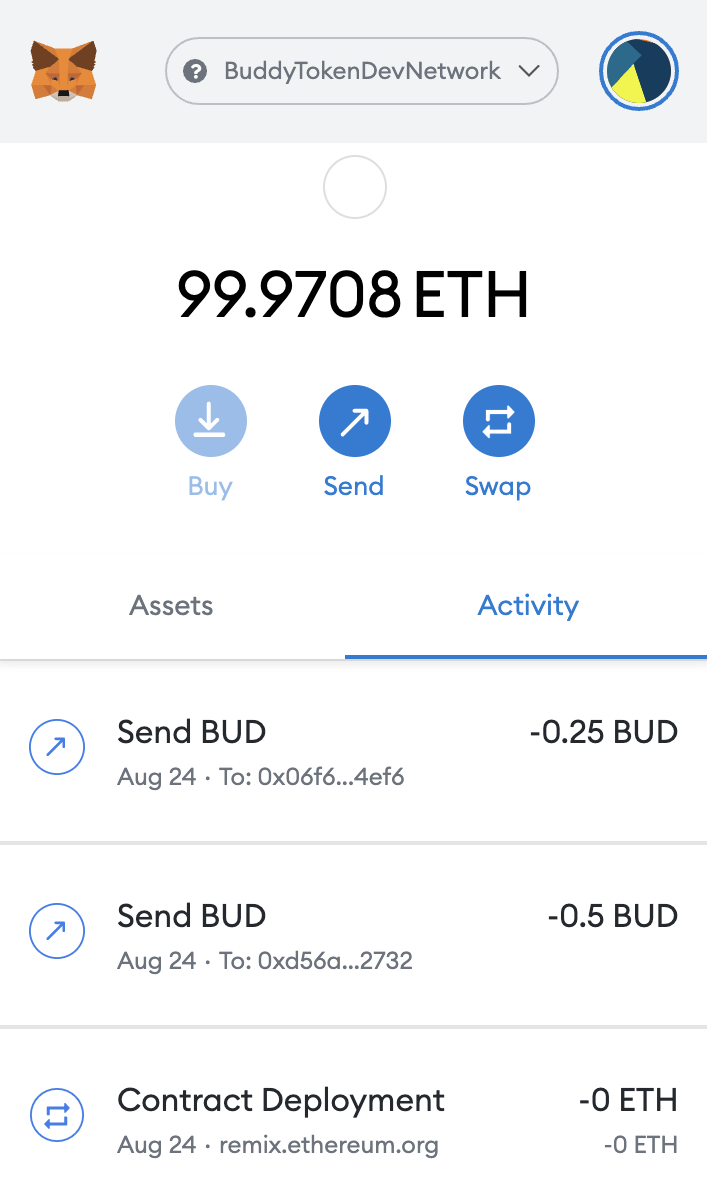 BuddyTokenDevNetwork
99.9708 ETH
Buy Send Swap
Assets Activity
Send BUD -0.25 BUD
Aug 24 · To: 0x06f6...4ef6
Send BUD -0.5 BUD
Aug 24 · To: 0xd56a...2732
Contract Deployment -0 ETH
Aug 24 · remix.ethereum.org -0 ETH